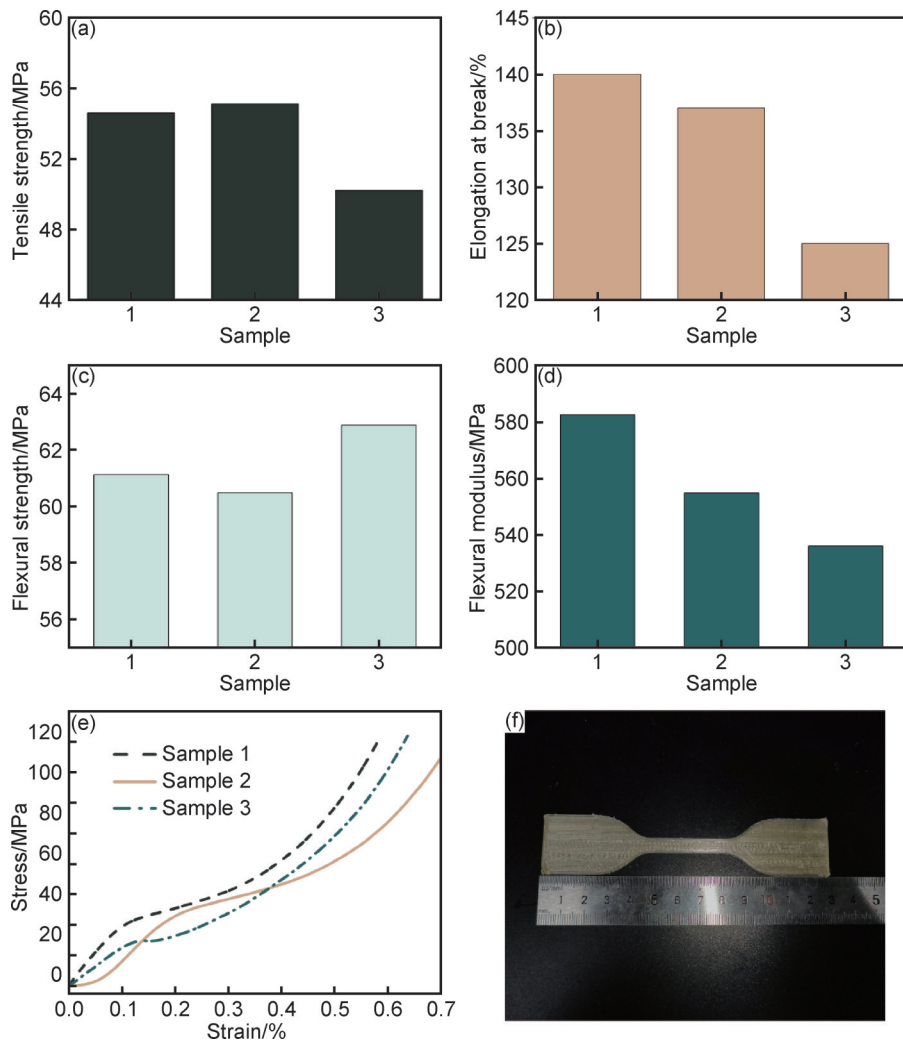 (a)
Tensile strength/MPa
60
56
52
48
44
1 2 3
Sample
(b)
Elongation at break/%
145
140
135
130
125
120
1 2 3
Sample
(c)
Flexural strength/MPa
64
62
60
58
56
1 2 3
Sample
(d)
Flexural modulus/MPa
600
580
560
540
520
500
1 2 3
Sample
(e)
Stress/MPa
120
100
80
60
40
20
0
Sample 1
Sample 2
Sample 3
0.0 0.1 0.2 0.3 0.4 0.5 0.6 0.7
Strain/%
(f)
1 2 3 4 5 6 7 8 9 10 1 2 3 4 5